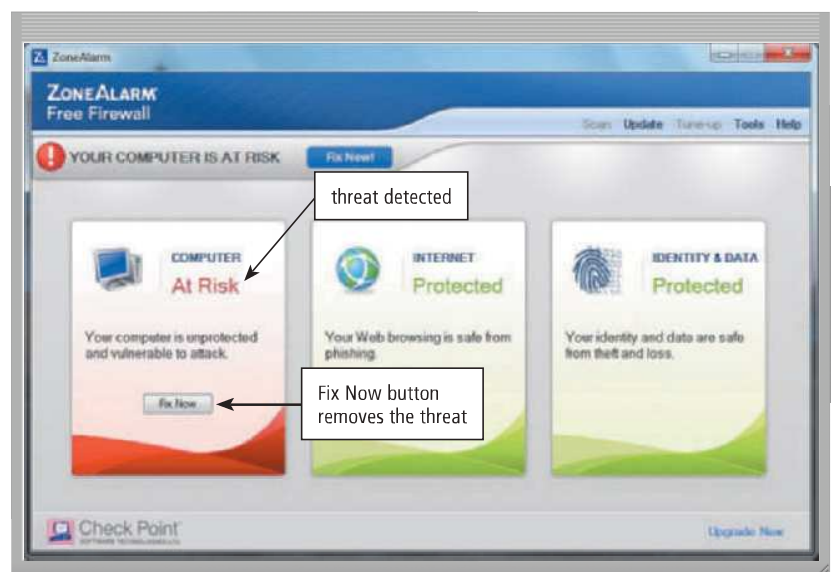 ZoneAlarm
ZONEALARM
Free Firewall
Scan Update Tune-up Tools Help
YOUR COMPUTER IS AT RISK
Fix Now!
threat detected
COMPUTER
At Risk
Your computer is unprotected
and vulnerable to attack.
Fix Now
INTERNET
Protected
Your Web browsing is safe from
phishing.
Fix Now button
removes the threat
IDENTITY & DATA
Protected
Your identity and data are safe
from theft and loss.
Check Point
SOFTWARE TECHNOLOGIES LTD.
Upgrade Now